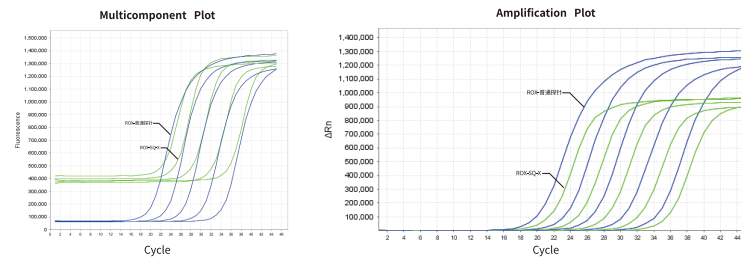 Multicomponent Plot
1,500,000
1,400,000
1,300,000
1,200,000
1,100,000
1,000,000
900,000
800,000
700,000
600,000
500,000
400,000
300,000
200,000
100,000
0
Fluorescence
ROX-普通探针
ROX-SQ-X
0 2 4 6 8 10 12 14 16 18 20 22 24 26 28 30 32 34 36 38 40 42 44 46
Cycle
Amplification Plot
1,400,000
1,300,000
1,200,000
1,100,000
1,000,000
900,000
800,000
700,000
600,000
500,000
400,000
300,000
200,000
100,000
ΔRn
ROX-普通探针
ROX-SQ-X
2 4 6 8 10 12 14 16 18 20 22 24 26 28 30 32 34 36 38 40 42 44
Cycle